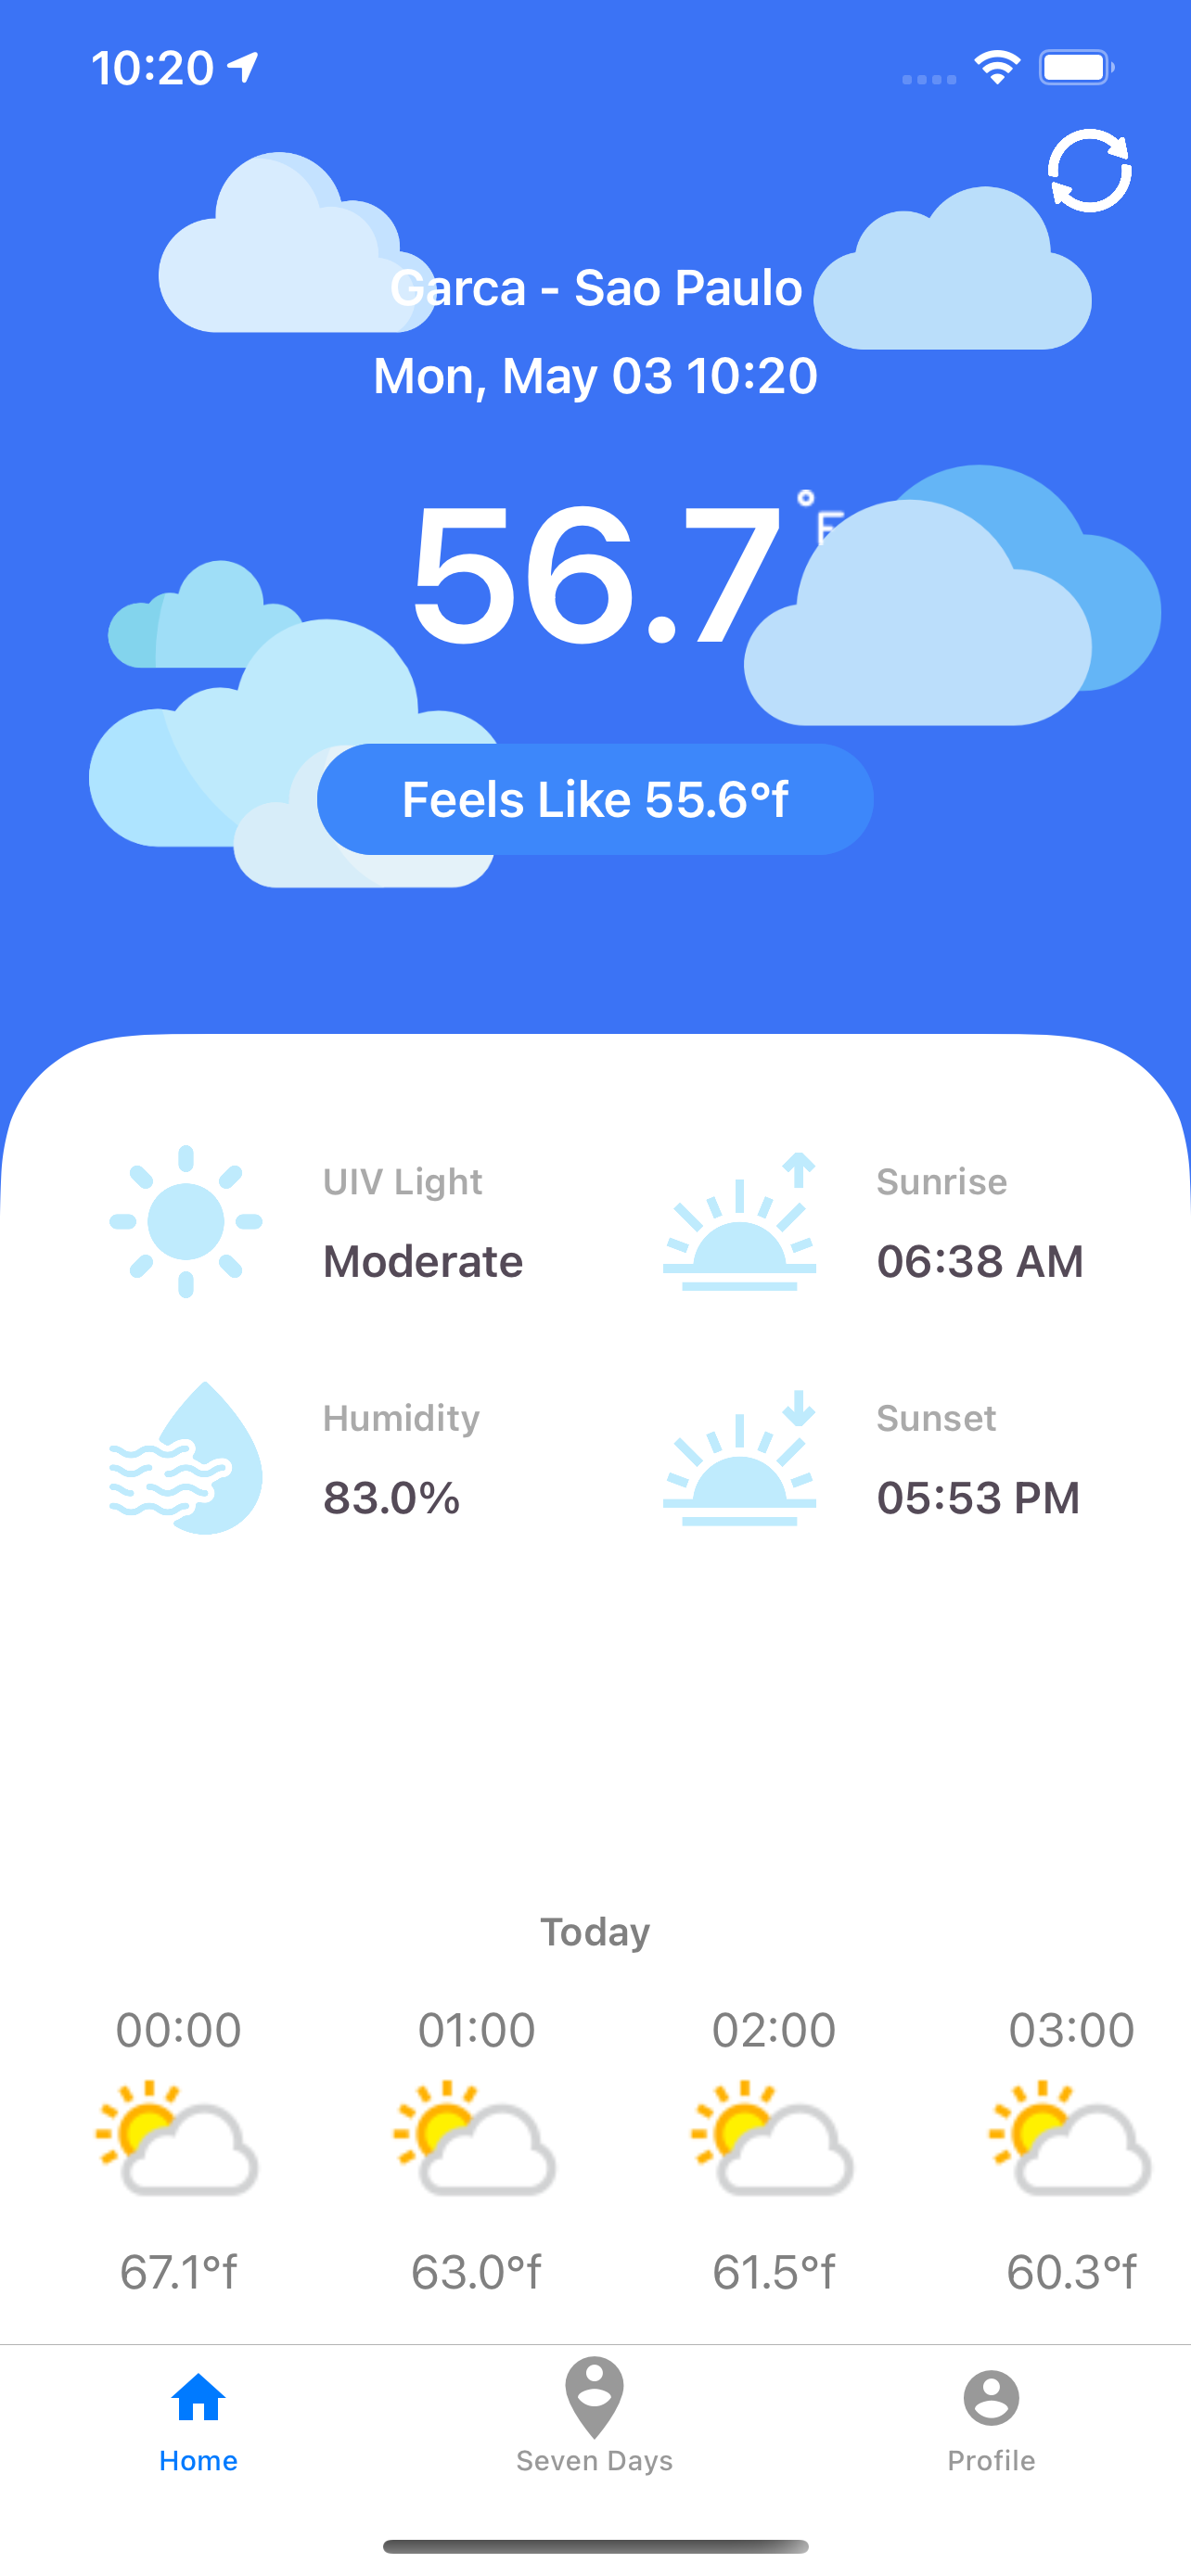 10:20
Garca - Sao Paulo
Mon, May 03 10:20
56.7 °F
Feels Like 55.6°f
UIV Light
Moderate
Sunrise
06:38 AM
Humidity
83.0%
Sunset
05:53 PM
Today
00:00 01:00 02:00 03:00
67.1°f 63.0°f 61.5°f 60.3°f
Home Seven Days Profile